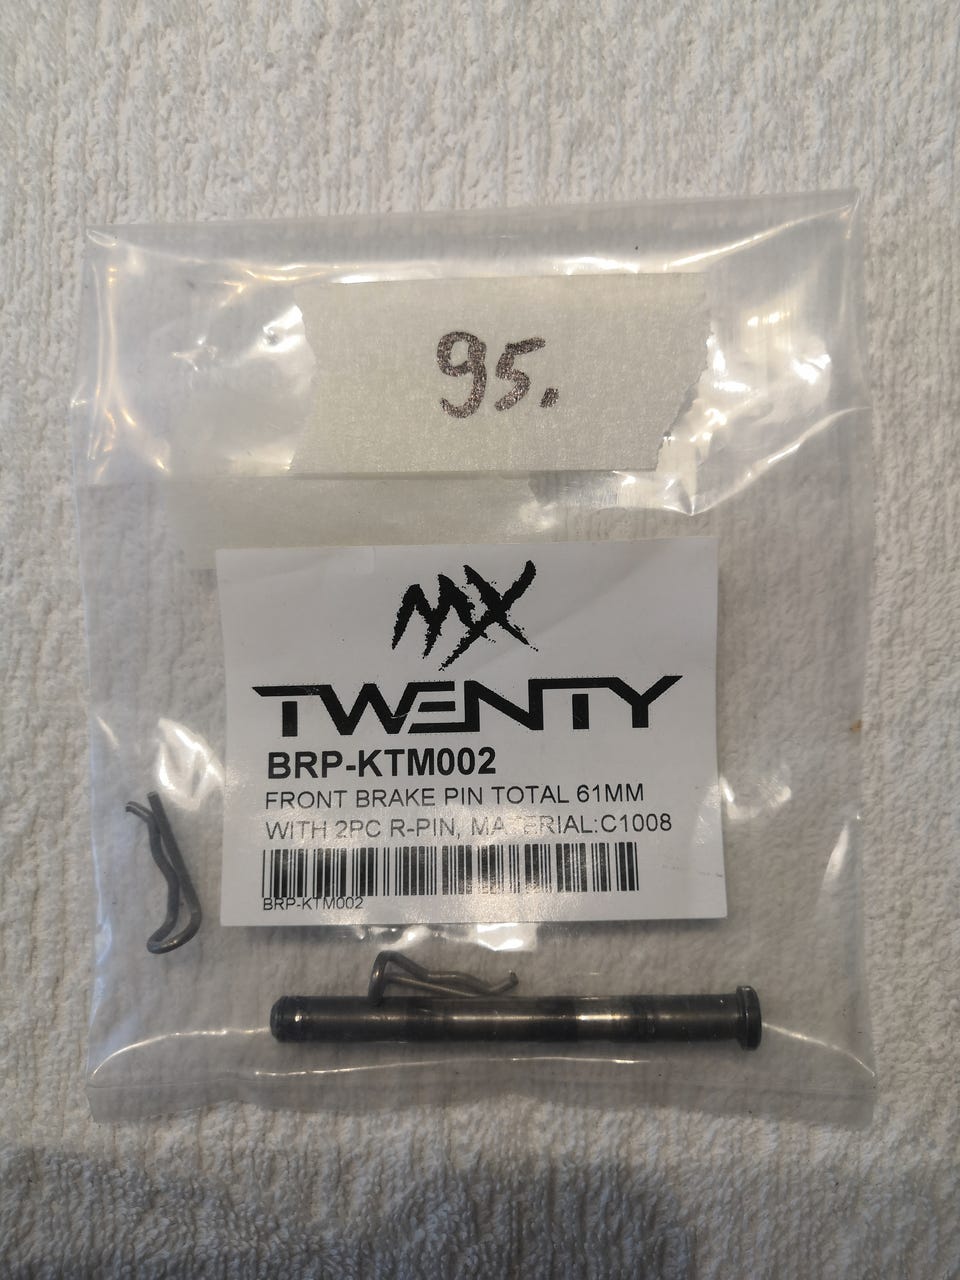 95.
MX
TWENTY
BRP-KTM002
FRONT BRAKE PIN TOTAL 61MM
WITH 2PC R-PIN, MATERIAL:C1008
BRP-KTM002